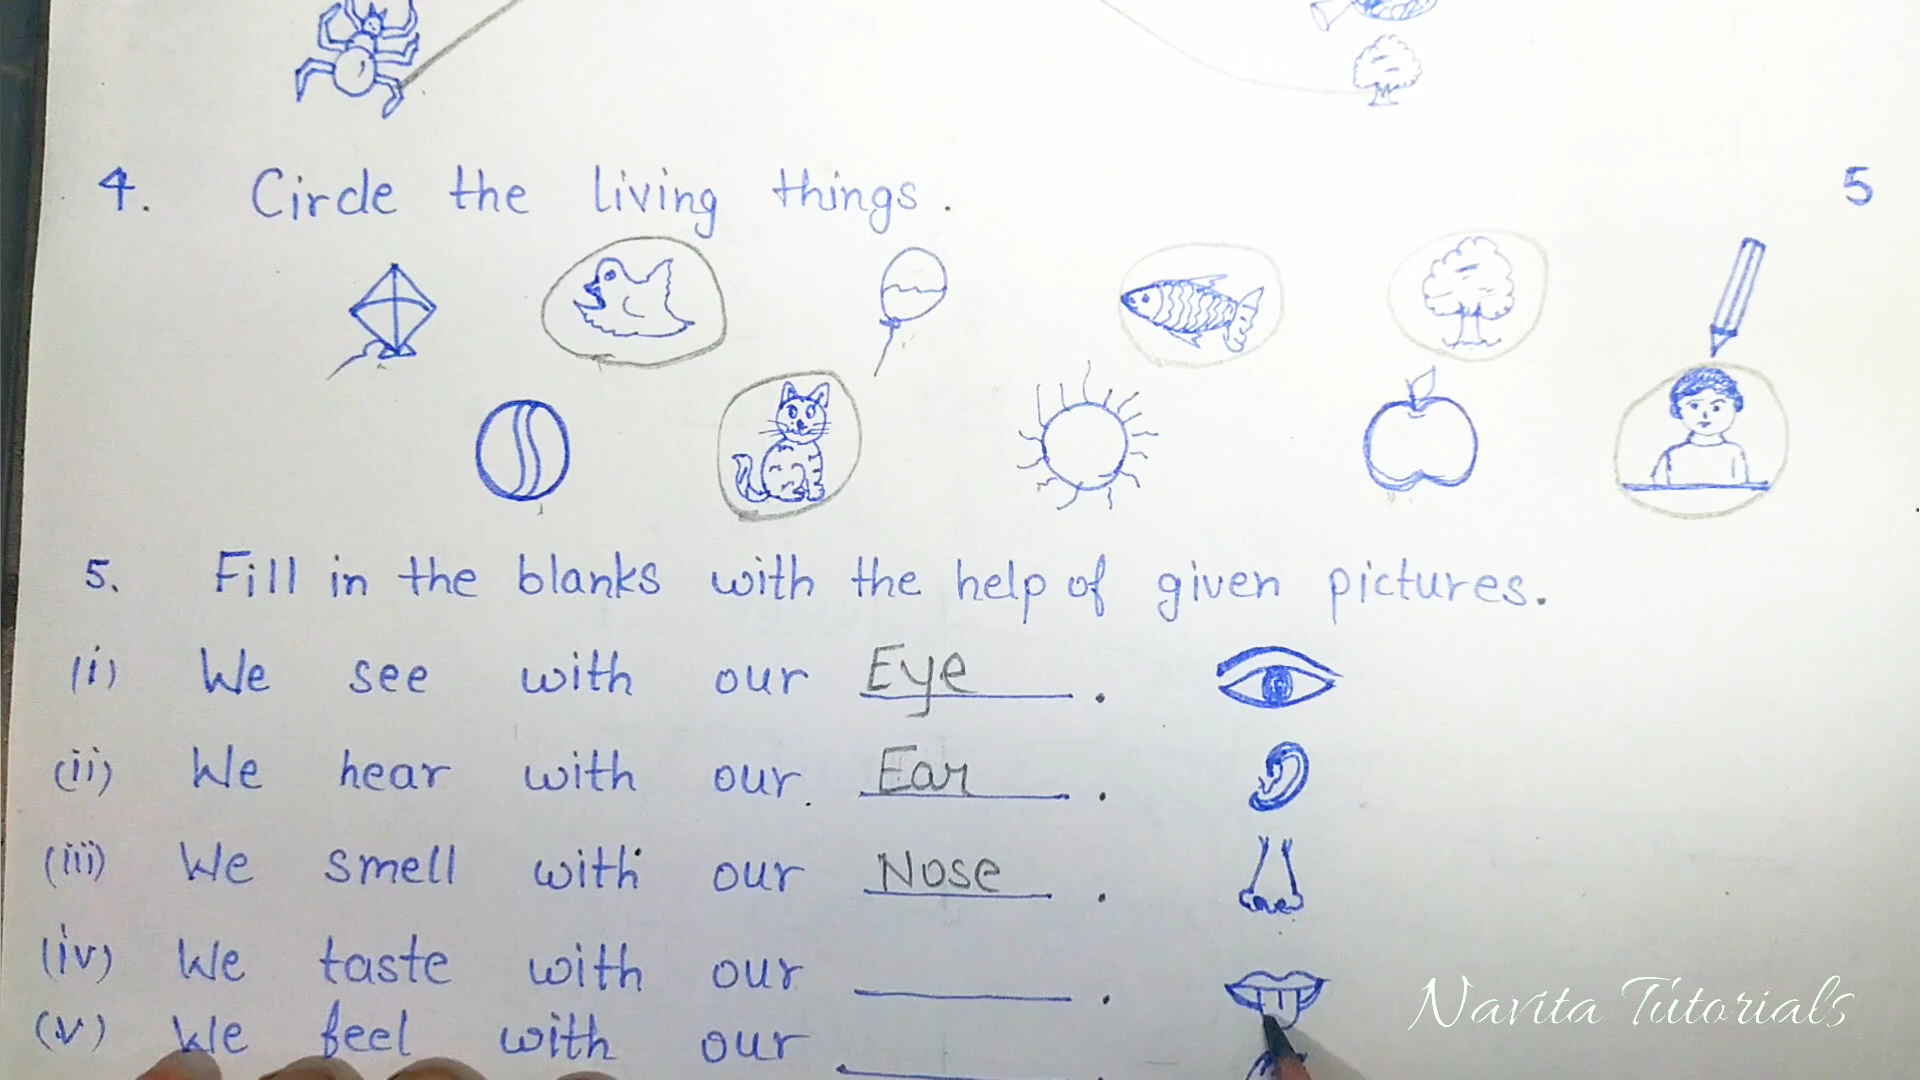 4. Circle the living things. 5
5. Fill in the blanks with the help of given pictures.
(i) We see with our Eye.
(ii) We hear with our Ear.
(iii) We smell with our Nose.
(iv) We taste with our ______.
(v) We feel with our ______.
Navita Tutorials